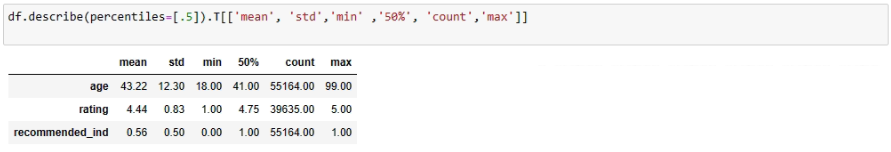 df.describe(percentiles=[.5]).T[['mean', 'std','min' ,'50%', 'count','max']]
mean std min 50% count max
age 43.22 12.30 18.00 41.00 55164.00 99.00
rating 4.44 0.83 1.00 4.75 39635.00 5.00
recommended_ind 0.56 0.50 0.00 1.00 55164.00 1.00